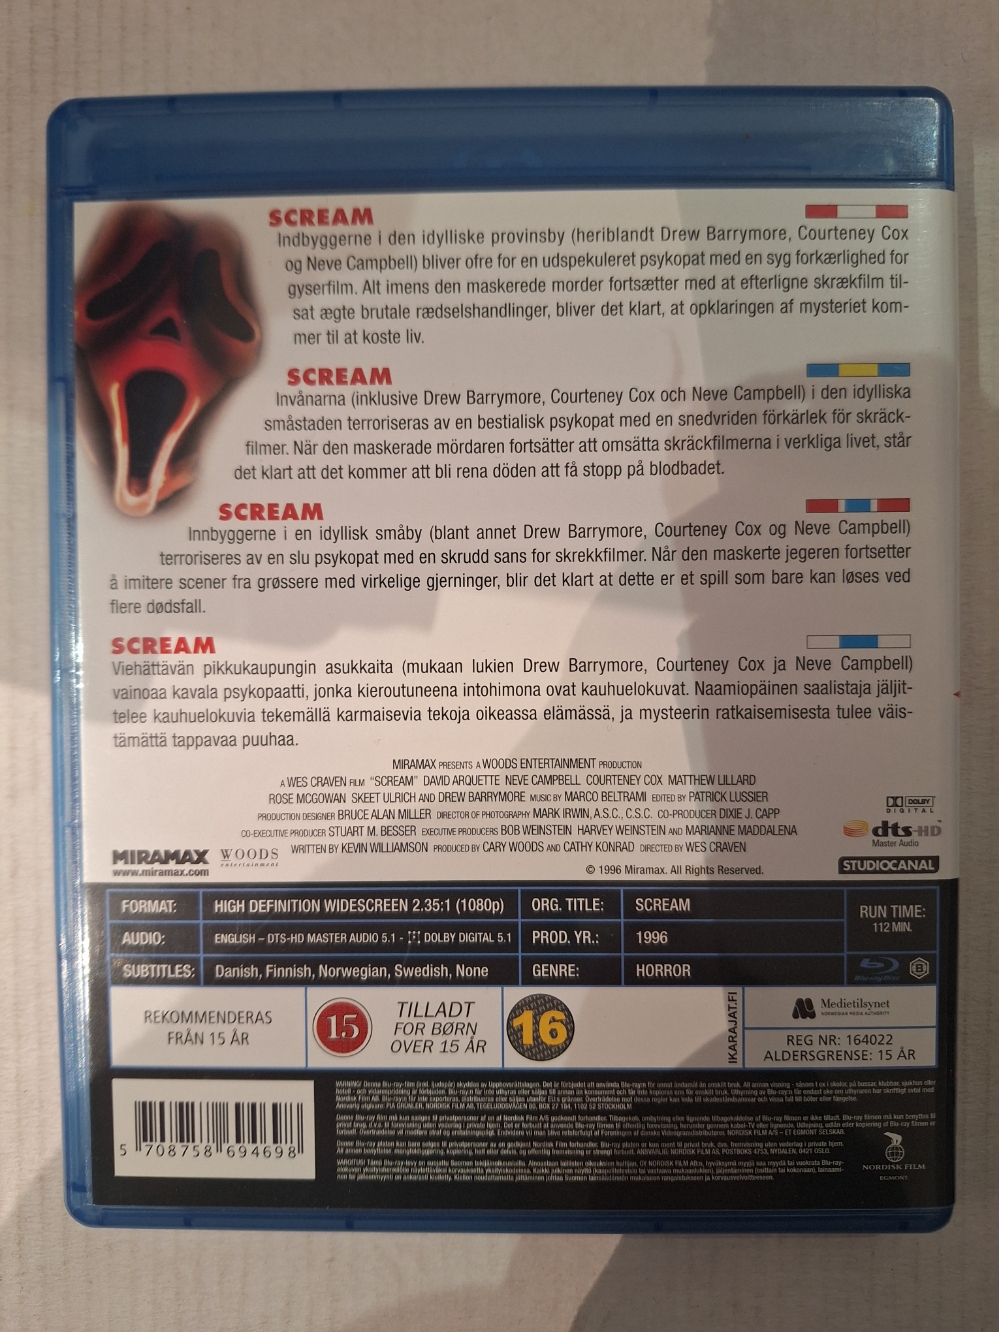 SCREAM
Indbyggerne i den idylliske provinsby (heriblandt Drew Barrymore, Courteney Cox
og Neve Campbell) bliver ofre for en udspekuleret psykopat med en syg forkærlighed for
gyserfilm. Alt imens den maskerede morder fortsætter med at efterligne skrækfilm til-
sat ægte brutale rædselshandlinger, bliver det klart, at opklaringen af mysteriet kom-
mer til at koste liv.
SCREAM
Invånarna (inklusive Drew Barrymore, Courteney Cox och Neve Campbell) i den idylliska
småstaden terroriseras av en bestialisk psykopat med en snedvriden förkärlek för skräck-
filmer. När den maskerade mördaren fortsätter att omsätta skräckfilmerna i verkliga livet, står
det klart att det kommer att bli rena döden att få stopp på blodbadet.
SCREAM
Innbyggerne i en idyllisk småby (blant annet Drew Barrymore, Courteney Cox og Neve Campbell)
terroriseres av en slu psykopat med en skrudd sans for skrekkfilmer. Når den maskerte jegeren fortsetter
å imitere scener fra grøssere med virkelige gjerninger, blir det klart at dette er et spill som bare kan løses ved
flere dødsfall.
SCREAM
Viehättävän pikkukaupungin asukkaita (mukaan lukien Drew Barrymore, Courteney Cox ja Neve Campbell)
vainoaa kavala psykopaatti, jonka kieroutuneena intohimona ovat kauhuelokuvat. Naamiopäinen saalistaja jäljit-
telee kauhuelokuvia tekemällä karmaisevia tekoja oikeassa elämässä, ja mysteerin ratkaisemisesta tulee väis-
tämättä tappavaa puuhaa.
MIRAMAX PRESENTS A WOODS ENTERTAINMENT PRODUCTION
A WES CRAVEN FILM "SCREAM" DAVID ARQUETTE NEVE CAMPBELL COURTENEY COX MATTHEW LILLARD
ROSE MCGOWAN SKEET ULRICH AND DREW BARRYMORE MUSIC BY MARCO BELTRAMI EDITED BY PATRICK LUSSIER
PRODUCTION DESIGNER BRUCE ALAN MILLER DIRECTOR OF PHOTOGRAPHY MARK IRWIN, A.S.C., C.S.C. CO-PRODUCER DIXIE J. CAPP
CO-EXECUTIVE PRODUCER STUART M. BESSER EXECUTIVE PRODUCERS BOB WEINSTEIN HARVEY WEINSTEIN AND MARIANNE MADDALENA
WRITTEN BY KEVIN WILLIAMSON PRODUCED BY CARY WOODS AND CATHY KONRAD DIRECTED BY WES CRAVEN
© 1996 Miramax. All Rights Reserved.
MIRAMAX
www.miramax.com
WOODS
entertainment
DOLBY
DIGITAL
dts-HD
Master Audio
STUDIOCANAL
FORMAT: HIGH DEFINITION WIDESCREEN 2.35:1 (1080p) ORG. TITLE: SCREAM
AUDIO: ENGLISH – DTS-HD MASTER AUDIO 5.1 - DOLBY DIGITAL 5.1 PROD. YR.: 1996
SUBTITLES: Danish, Finnish, Norwegian, Swedish, None GENRE: HORROR
RUN TIME:
112 MIN.
Blu-ray Disc B
REKOMMENDERAS
FRÅN 15 ÅR
15
TILLADT
FOR BØRN
OVER 15 ÅR
16
IKARAJAT.FI
Medietilsynet
NORWEGIAN MEDIA AUTHORITY
REG NR: 164022
ALDERSGRENSE: 15 ÅR
5 708758 694698
NORDISK FILM
EGMONT